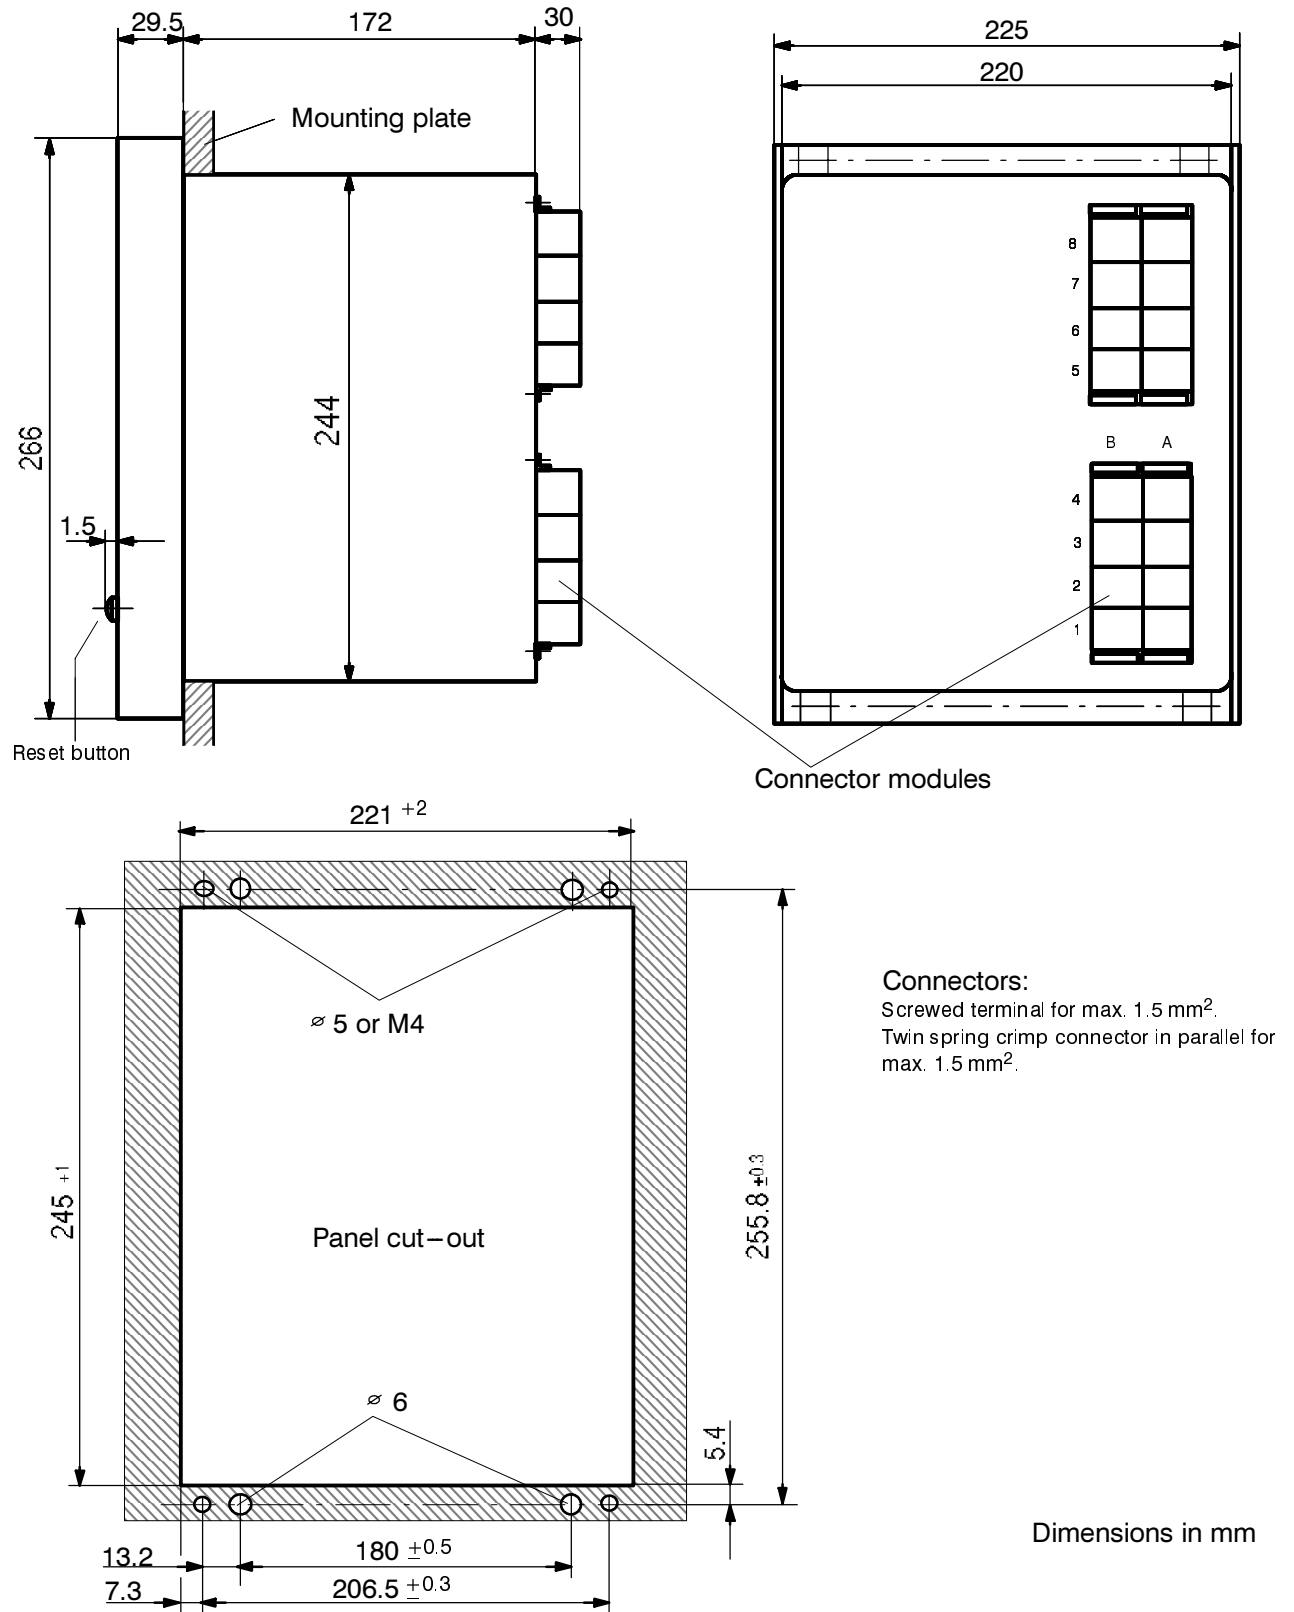 29.5
172
30
225
220
Mounting plate
8
7
6
5
244
266
B
A
4
1.5
3
2
1
Reset button
Connector modules
221 +2
ø 5 or M4
Connectors:
Screwed terminal for max. 1.5 mm².
Twin spring crimp connector in parallel for
max. 1.5 mm².
245 +1
255.8 ±0.3
Panel cut–out
ø 6
5.4
Dimensions in mm
13.2
180 ±0.5
7.3
206.5 ±0.3